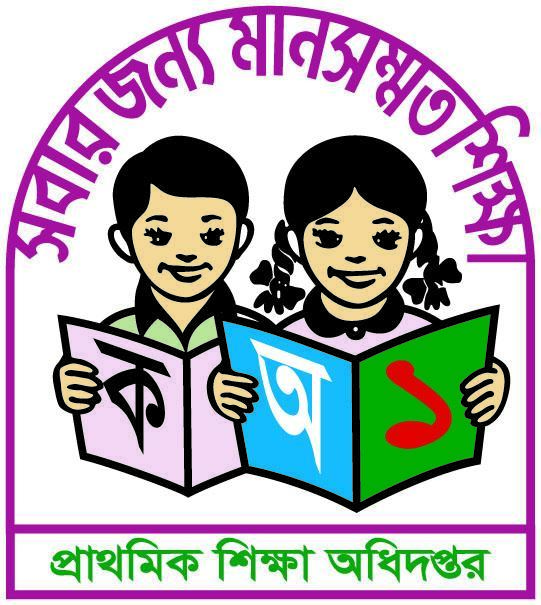 সবার জন্য মানসম্মত শিক্ষা
ক
অ
১
প্রাথমিক শিক্ষা অধিদপ্তর